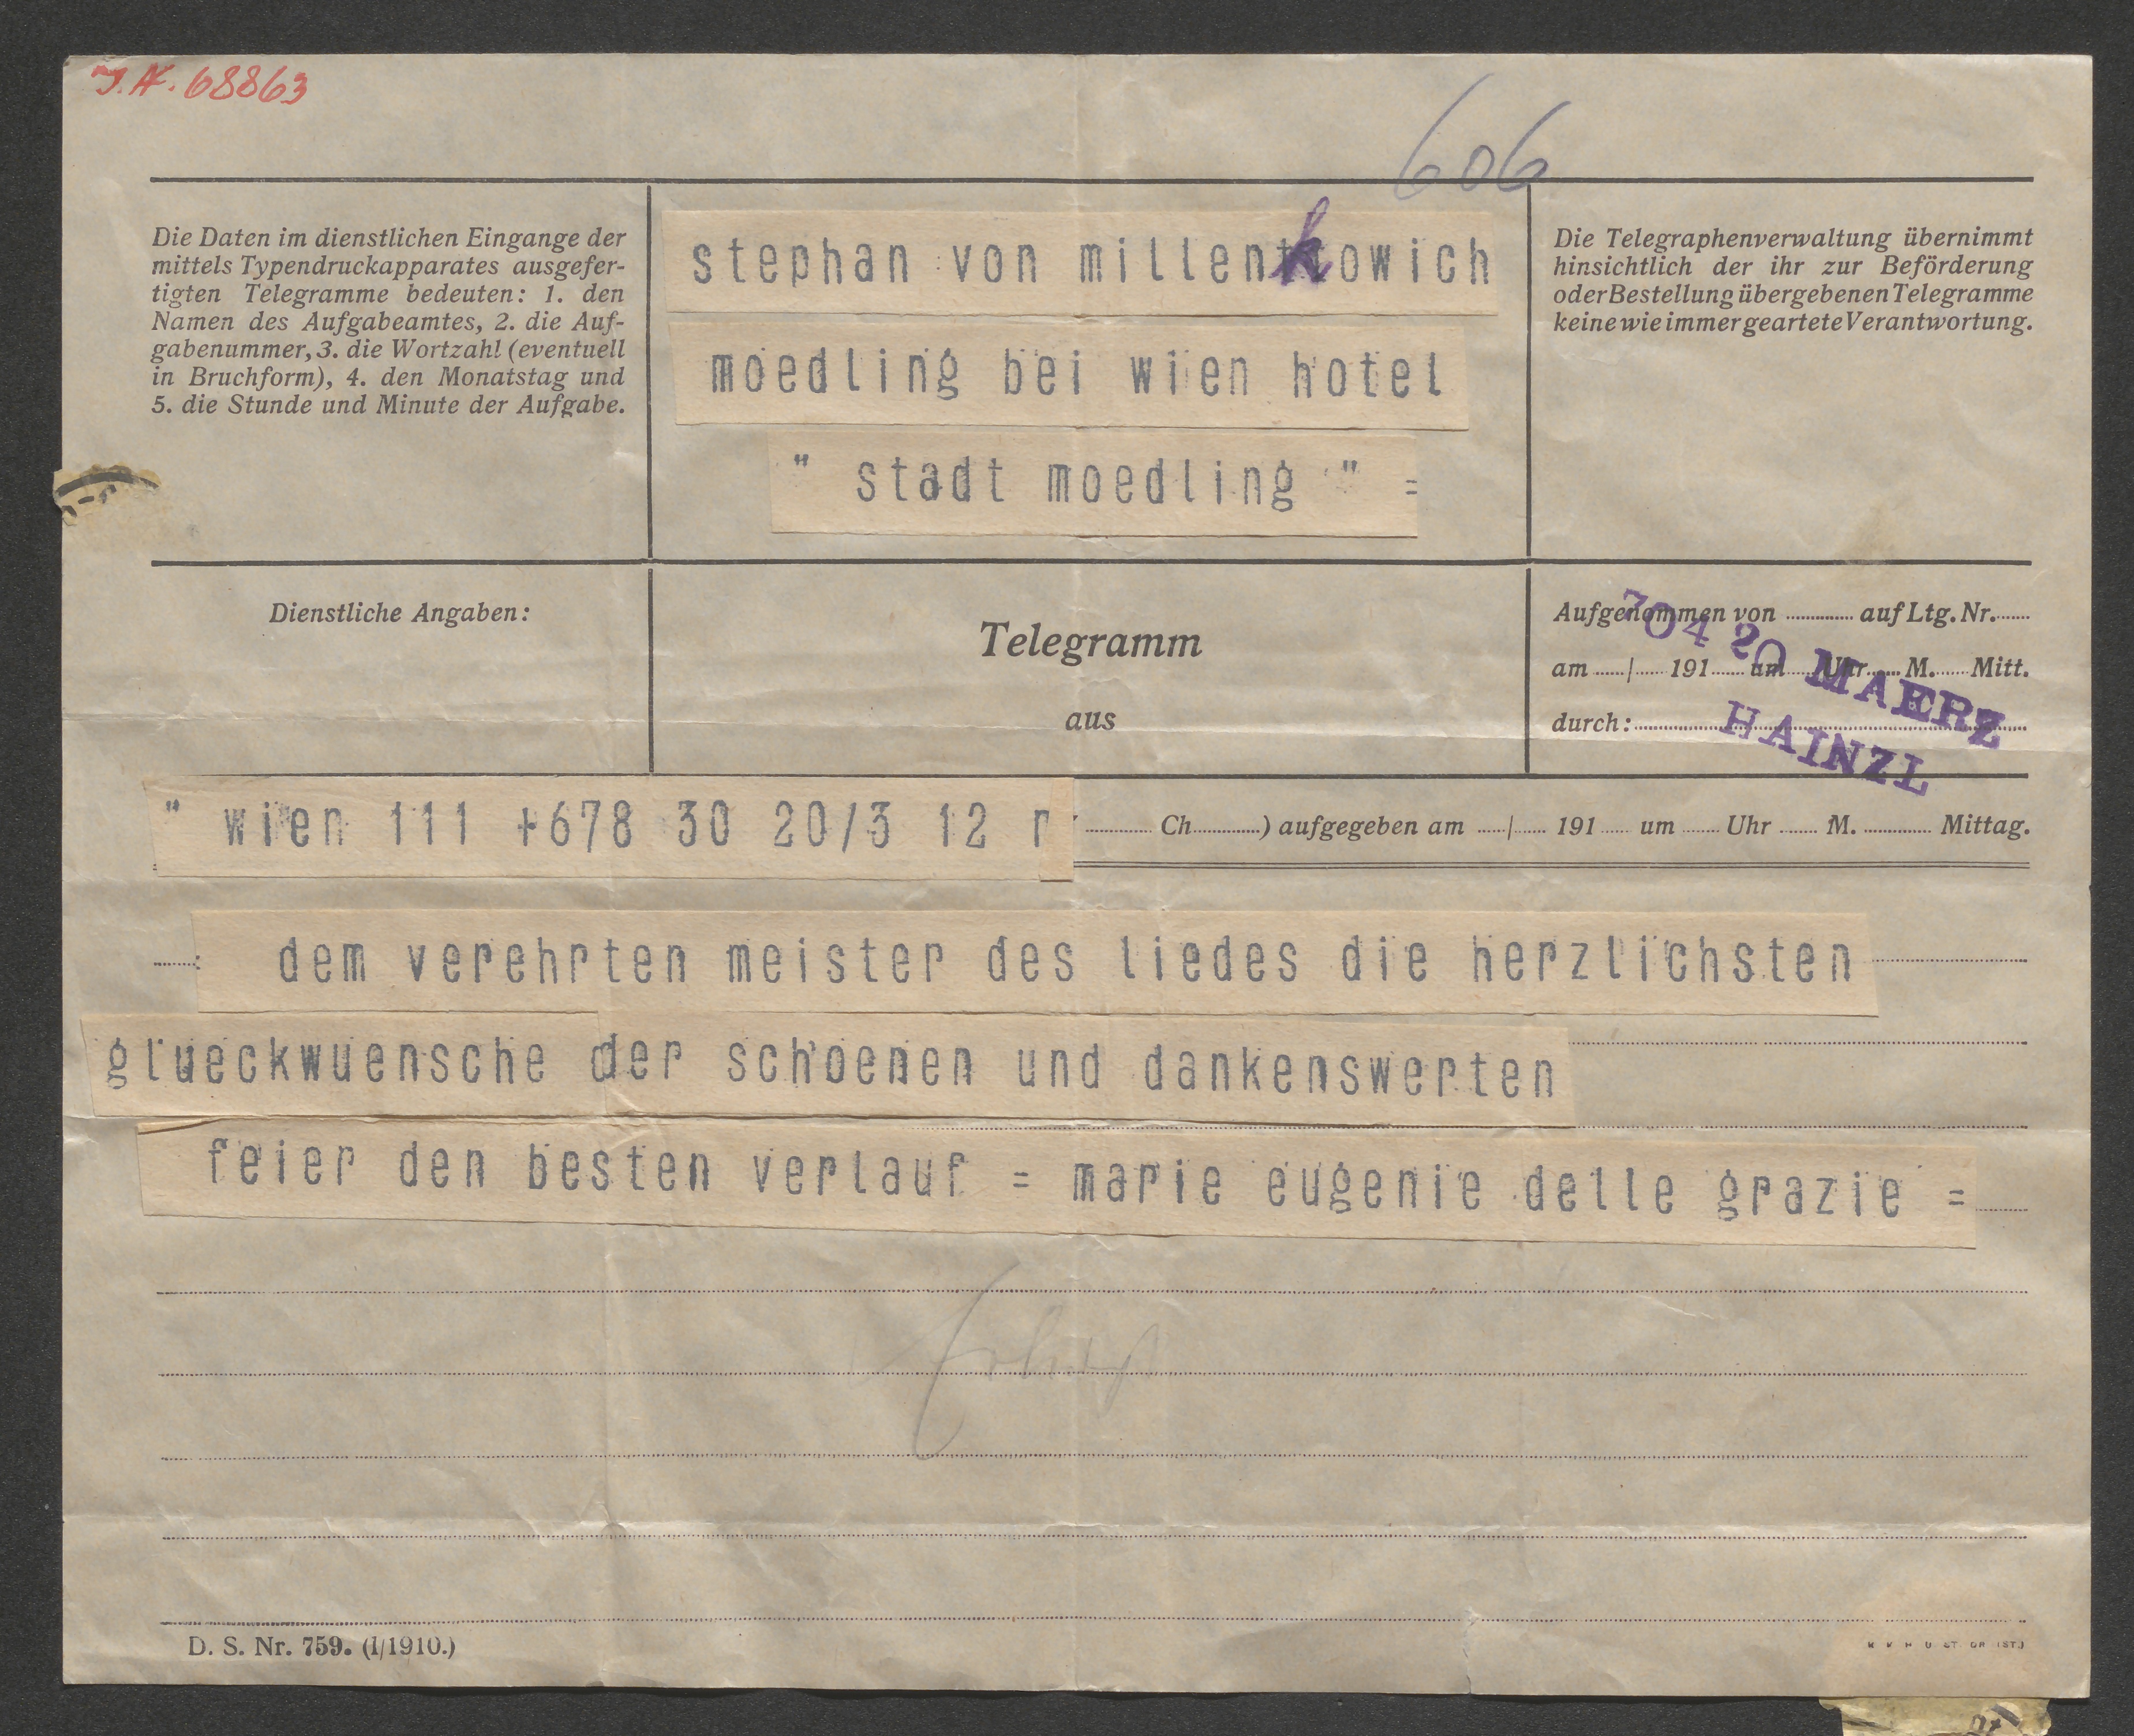 J.N. 68863
606
Die Daten im dienstlichen Eingange der
mittels Typendruckapparates ausgefer-
tigten Telegramme bedeuten: 1. den
Namen des Aufgabeamtes, 2. die Auf-
gabenummer, 3. die Wortzahl (eventuell
in Bruchform), 4. den Monatstag und
5. die Stunde und Minute der Aufgabe.
stephan von millenkowich
moedling bei wien hotel
" stadt moedling " =
Die Telegraphenverwaltung übernimmt
hinsichtlich der ihr zur Beförderung
oder Bestellung übergebenen Telegramme
keine wie immer geartete Verantwortung.
Dienstliche Angaben:
Telegramm
aus
Aufgenommen von auf Ltg. Nr.
am / 191 um Uhr M. Mitt.
durch:
704 20 MAERZ
HAINZL
" wien 111 +678 30 20/3 12 r
Ch ) aufgegeben am / 191 um Uhr M. Mittag.
dem verehrten meister des liedes die herzlichsten
glueckwuensche der schoenen und dankenswerten
feier den besten verlauf = marie eugenie delle grazie =
D. S. Nr. 759. (1/1910.)